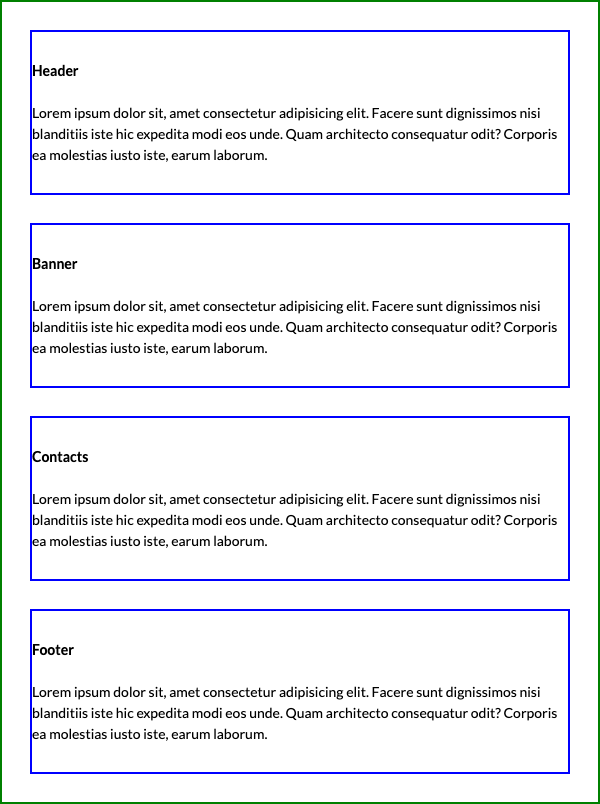 Header
Lorem ipsum dolor sit, amet consectetur adipisicing elit. Facere sunt dignissimos nisi
blanditiis iste hic expedita modi eos unde. Quam architecto consequatur odit? Corporis
ea molestias iusto iste, earum laborum.
Banner
Lorem ipsum dolor sit, amet consectetur adipisicing elit. Facere sunt dignissimos nisi
blanditiis iste hic expedita modi eos unde. Quam architecto consequatur odit? Corporis
ea molestias iusto iste, earum laborum.
Contacts
Lorem ipsum dolor sit, amet consectetur adipisicing elit. Facere sunt dignissimos nisi
blanditiis iste hic expedita modi eos unde. Quam architecto consequatur odit? Corporis
ea molestias iusto iste, earum laborum.
Footer
Lorem ipsum dolor sit, amet consectetur adipisicing elit. Facere sunt dignissimos nisi
blanditiis iste hic expedita modi eos unde. Quam architecto consequatur odit? Corporis
ea molestias iusto iste, earum laborum.